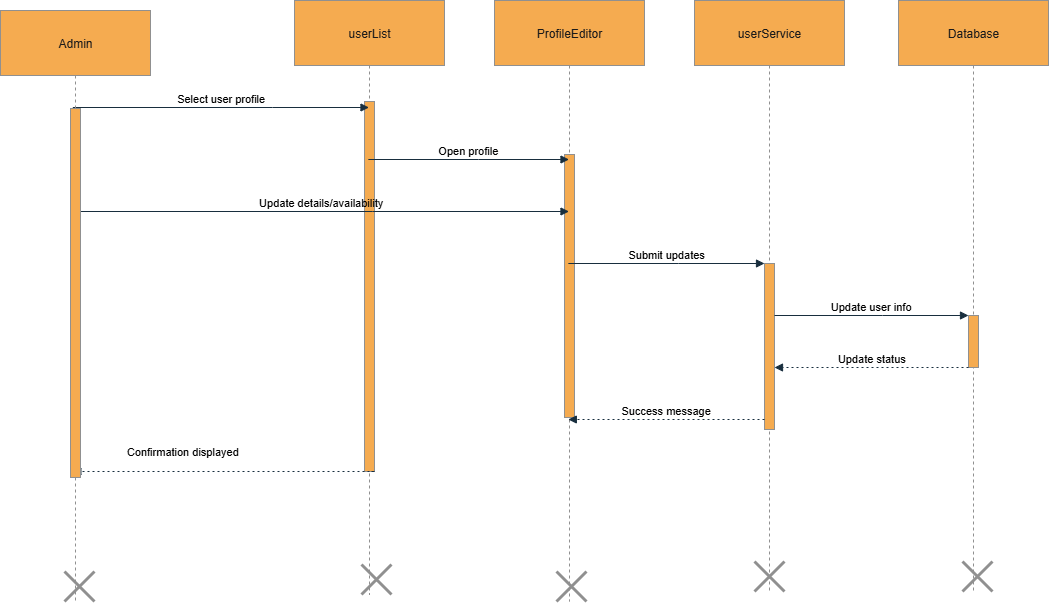 Admin
userList
ProfileEditor
userService
Database
Select user profile
Open profile
Update details/availability
Submit updates
Update user info
Update status
Success message
Confirmation displayed